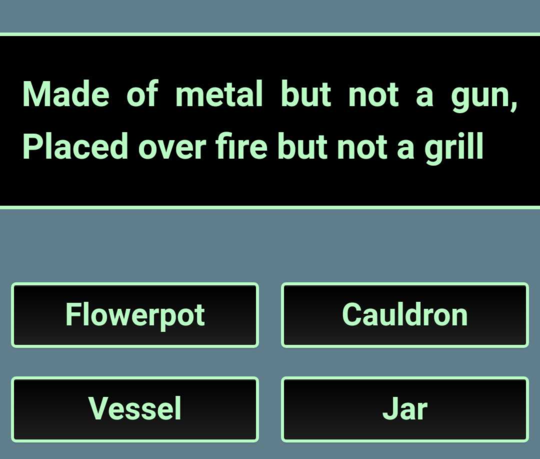 Made of metal but not a gun,
Placed over fire but not a grill
Flowerpot
Cauldron
Vessel
Jar